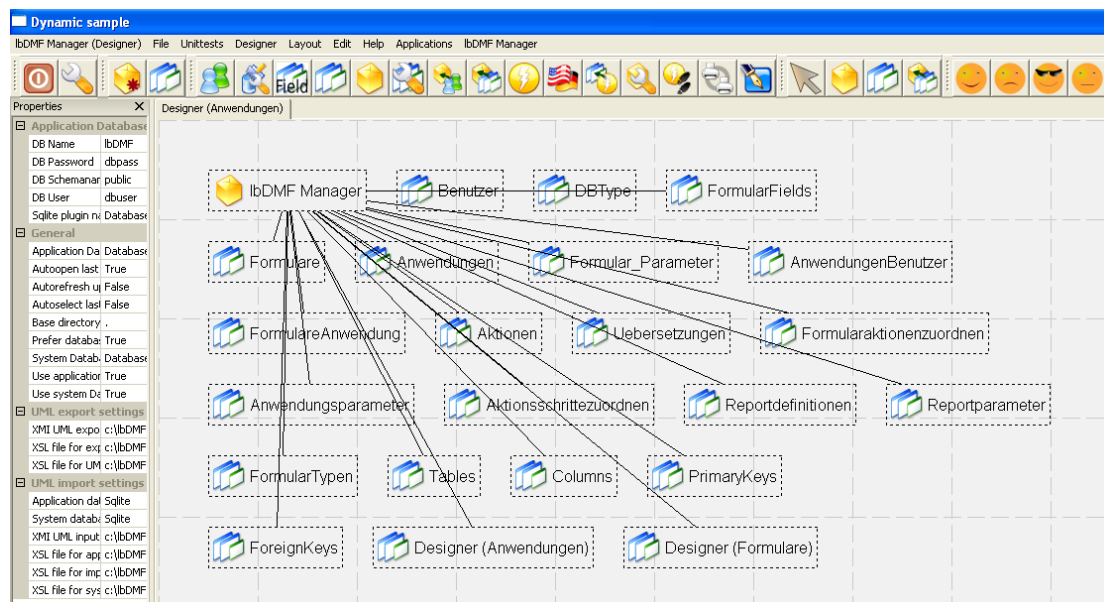 Dynamic sample
lbDMF Manager (Designer) File Unittests Designer Layout Edit Help Applications lbDMF Manager
Field
Properties X
Designer (Anwendungen)
Application Database
DB Name lbDMF
DB Password dbpass
DB Schemanar public
DB User dbuser
Sqlite plugin na Database
General
Application Da Database
Autoopen last True
Autorefresh u False
Autoselect las False
Base directory .
Prefer databa: True
System Datab Database
Use application True
Use system Da True
UML export settings
XMI UML expo c:\lbDMF
XSL file for exp c:\lbDMF
XSL file for UM c:\lbDMF
UML import settings
Application dat Sqlite
System databa Sqlite
XMI UML input c:\lbDMF
XSL file for app c:\lbDMF
XSL file for imp c:\lbDMF
XSL file for sys c:\lbDMF
lbDMF Manager Benutzer DBType FormularFields
Formulare Anwendungen Formular_Parameter AnwendungenBenutzer
FormulareAnwendung Aktionen Uebersetzungen Formularaktionenzuordnen
Anwendungsparameter Aktionsschrittezuordnen Reportdefinitionen Reportparameter
FormularTypen Tables Columns PrimaryKeys
ForeignKeys Designer (Anwendungen) Designer (Formulare)